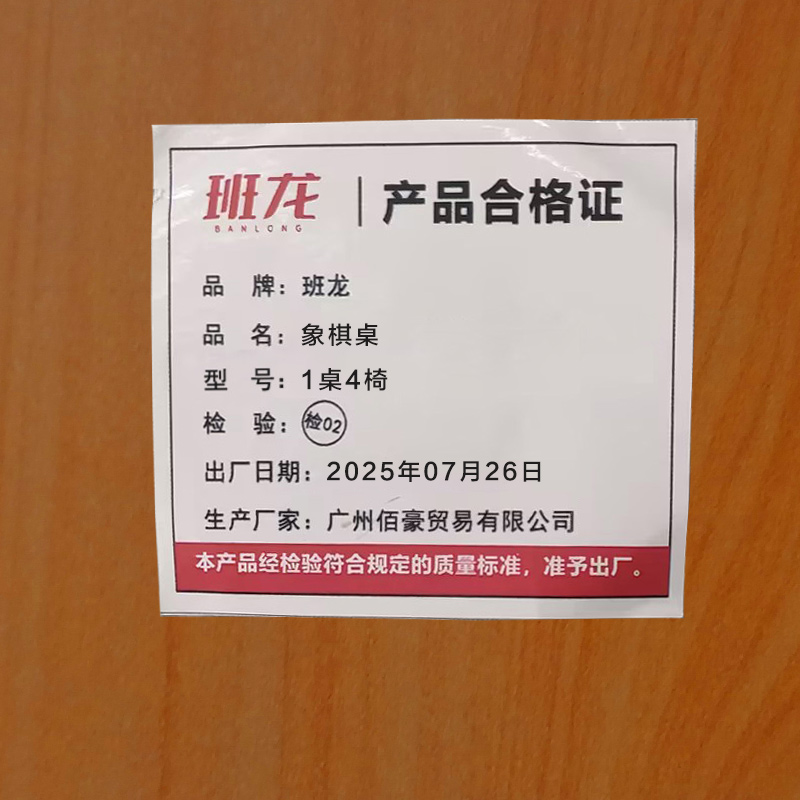 班龙 | 产品合格证
BANLONG
品 牌：班龙
品 名：象棋桌
型 号：1桌4椅
检 验：检02
出厂日期：2025年07月26日
生产厂家：广州佰豪贸易有限公司
本产品经检验符合规定的质量标准，准予出厂。